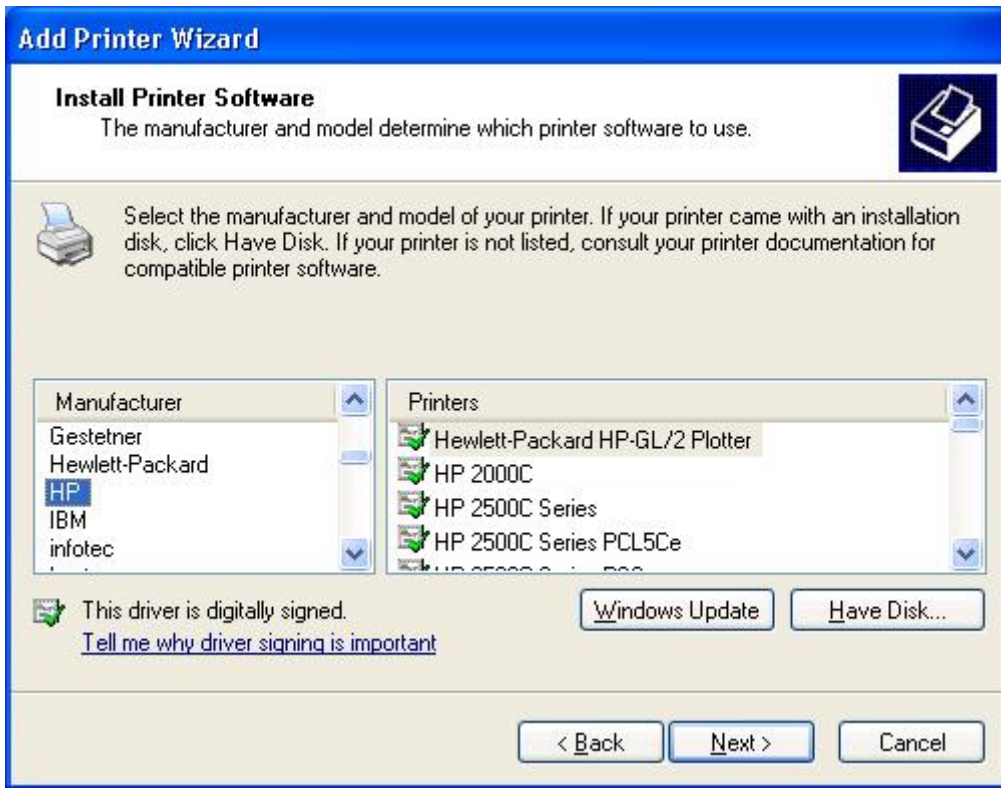 Add Printer Wizard
Install Printer Software
The manufacturer and model determine which printer software to use.
Select the manufacturer and model of your printer. If your printer came with an installation
disk, click Have Disk. If your printer is not listed, consult your printer documentation for
compatible printer software.
Manufacturer
Gestetner
Hewlett-Packard
HP
IBM
infotec
Printers
Hewlett-Packard HP-GL/2 Plotter
HP 2000C
HP 2500C Series
HP 2500C Series PCL5Ce
This driver is digitally signed.
Tell me why driver signing is important
Windows Update
Have Disk...
< Back
Next >
Cancel